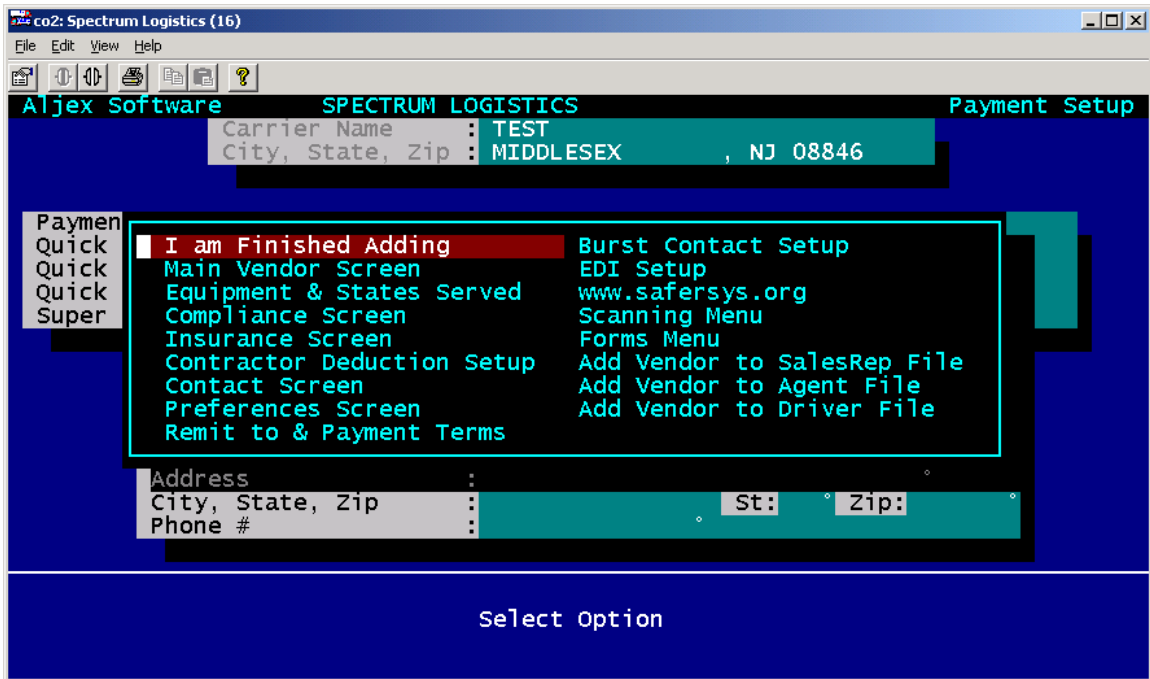 co2: Spectrum Logistics (16)
File Edit View Help
Aljex Software SPECTRUM LOGISTICS Payment Setup
Carrier Name : TEST
City, State, Zip : MIDDLESEX , NJ 08846
Paymen
Quick
Quick
Quick
Super
I am Finished Adding Burst Contact Setup
Main Vendor Screen EDI Setup
Equipment & States Served www.safersys.org
Compliance Screen Scanning Menu
Insurance Screen Forms Menu
Contractor Deduction Setup Add Vendor to SalesRep File
Contact Screen Add Vendor to Agent File
Preferences Screen Add Vendor to Driver File
Remit to & Payment Terms
Address :
City, State, Zip : St: Zip:
Phone # :
Select Option